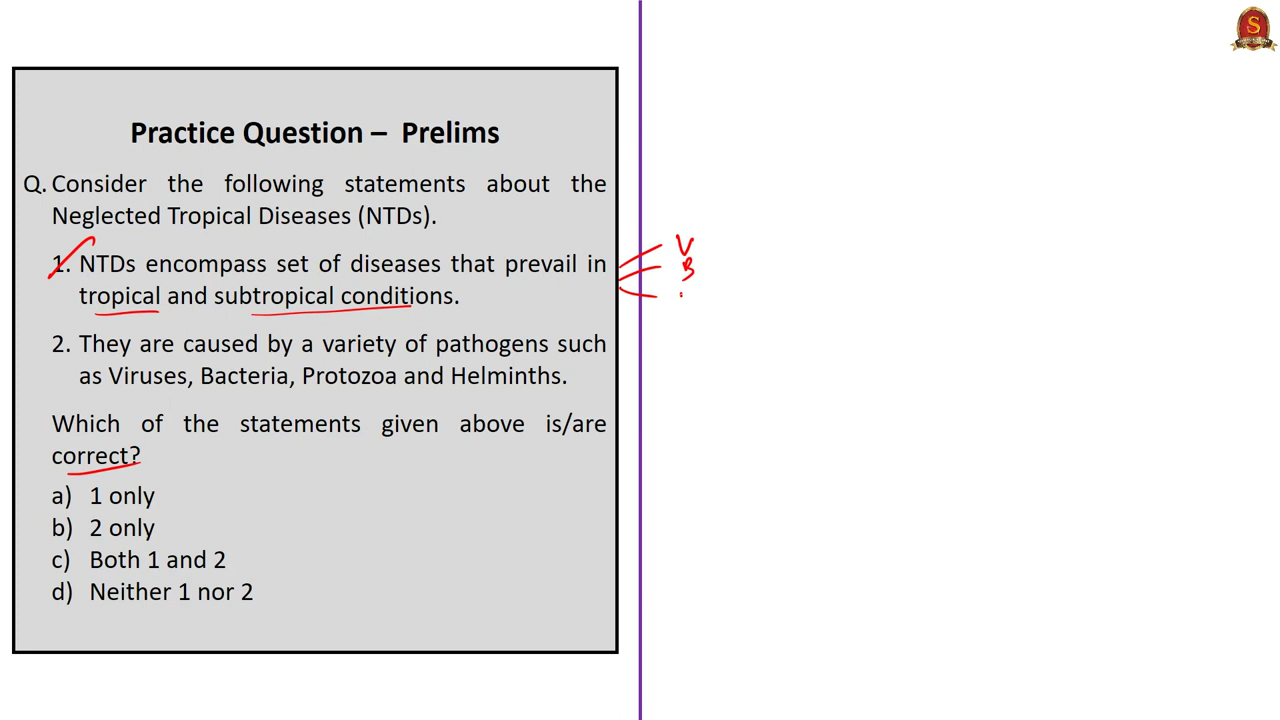 S
Practice Question – Prelims
Q. Consider the following statements about the
Neglected Tropical Diseases (NTDs).
1. NTDs encompass set of diseases that prevail in
tropical and subtropical conditions.
V
B
2. They are caused by a variety of pathogens such
as Viruses, Bacteria, Protozoa and Helminths.
Which of the statements given above is/are
correct?
a) 1 only
b) 2 only
c) Both 1 and 2
d) Neither 1 nor 2